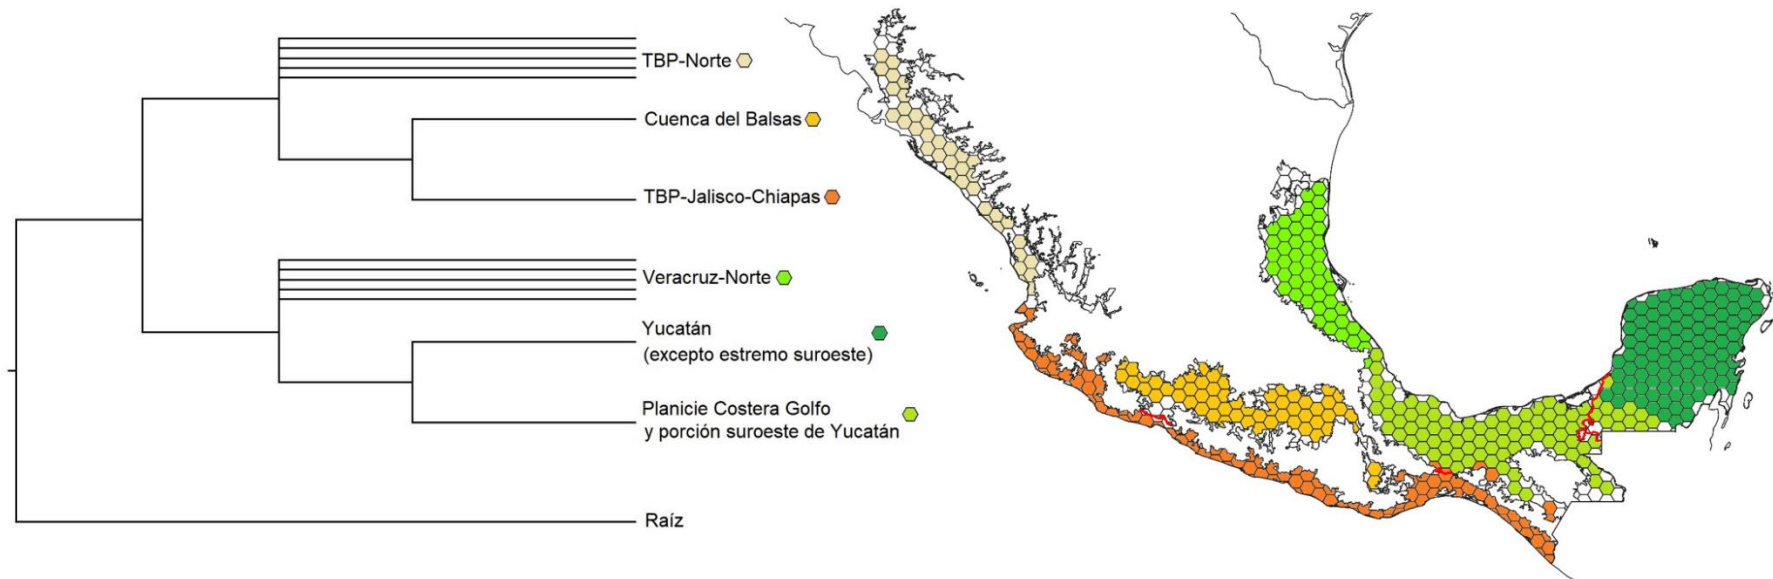 TBP-Norte
Cuenca del Balsas
TBP-Jalisco-Chiapas
Veracruz-Norte
Yucatán
(excepto estremo suroeste)
Planicie Costera Golfo
y porción suroeste de Yucatán
Raíz